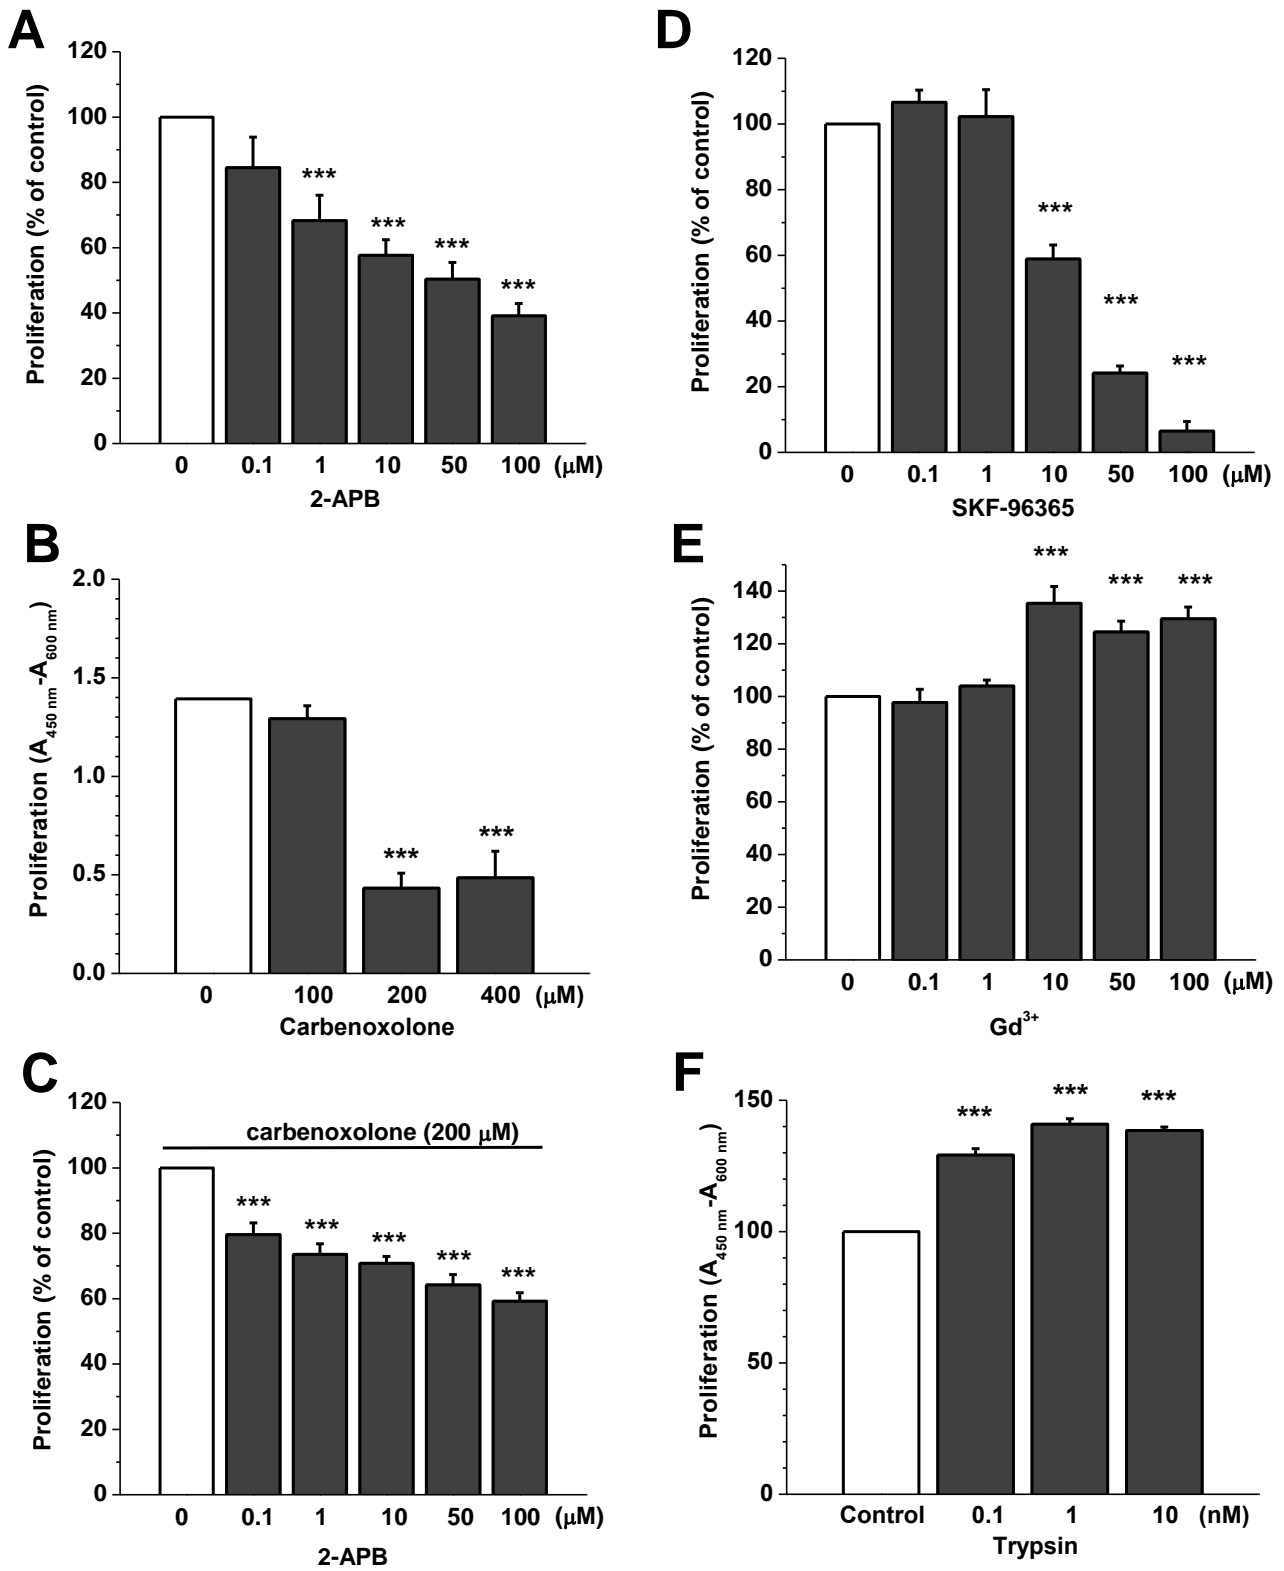 A
Proliferation (% of control)
120
100
80
60
40
20
0
***
***
***
***
0 0.1 1 10 50 100 (μM)
2-APB
B
Proliferation (A450 nm-A600 nm)
2.0
1.5
1.0
0.5
0.0
***
***
0 100 200 400 (μM)
Carbenoxolone
C
Proliferation (% of control)
120
100
80
60
40
20
0
carbenoxolone (200 μM)
***
***
***
***
***
0 0.1 1 10 50 100 (μM)
2-APB
D
Proliferation (% of control)
120
100
80
60
40
20
0
***
***
***
0 0.1 1 10 50 100 (μM)
SKF-96365
E
Proliferation (% of control)
140
120
100
80
60
40
20
0
***
***
***
0 0.1 1 10 50 100 (μM)
Gd3+
F
Proliferation (A450 nm-A600 nm)
150
100
50
0
***
***
***
Control 0.1 1 10 (nM)
Trypsin